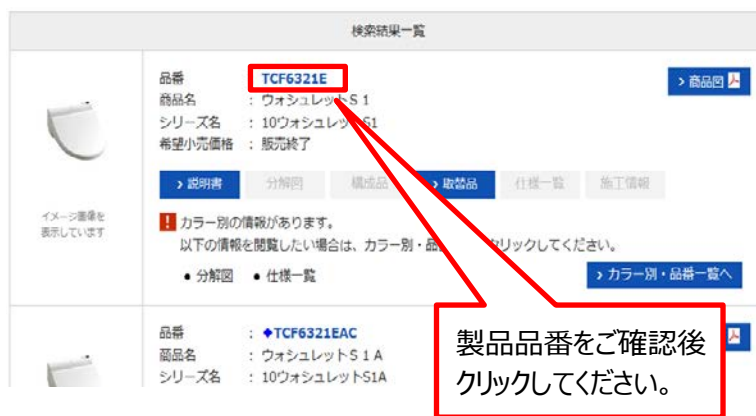 検索結果一覧
品番 TCF6321E
> 商品図
商品名 : ウォシュレットS 1
シリーズ名 : 10ウォシュレットS1
希望小売価格 : 販売終了
> 説明書 分解図 構成品 > 取替品 仕様一覧 施工情報
イメージ画像を
表示しています
! カラー別の情報があります。
以下の情報を閲覧したい場合は、カラー別・品 リックしてください。
● 分解図 ● 仕様一覧
> カラー別・品番一覧へ
品番 : ◆TCF6321EAC
商品名 : ウォシュレットS 1 A
シリーズ名 : 10ウォシュレットS1A
製品品番をご確認後
クリックしてください。